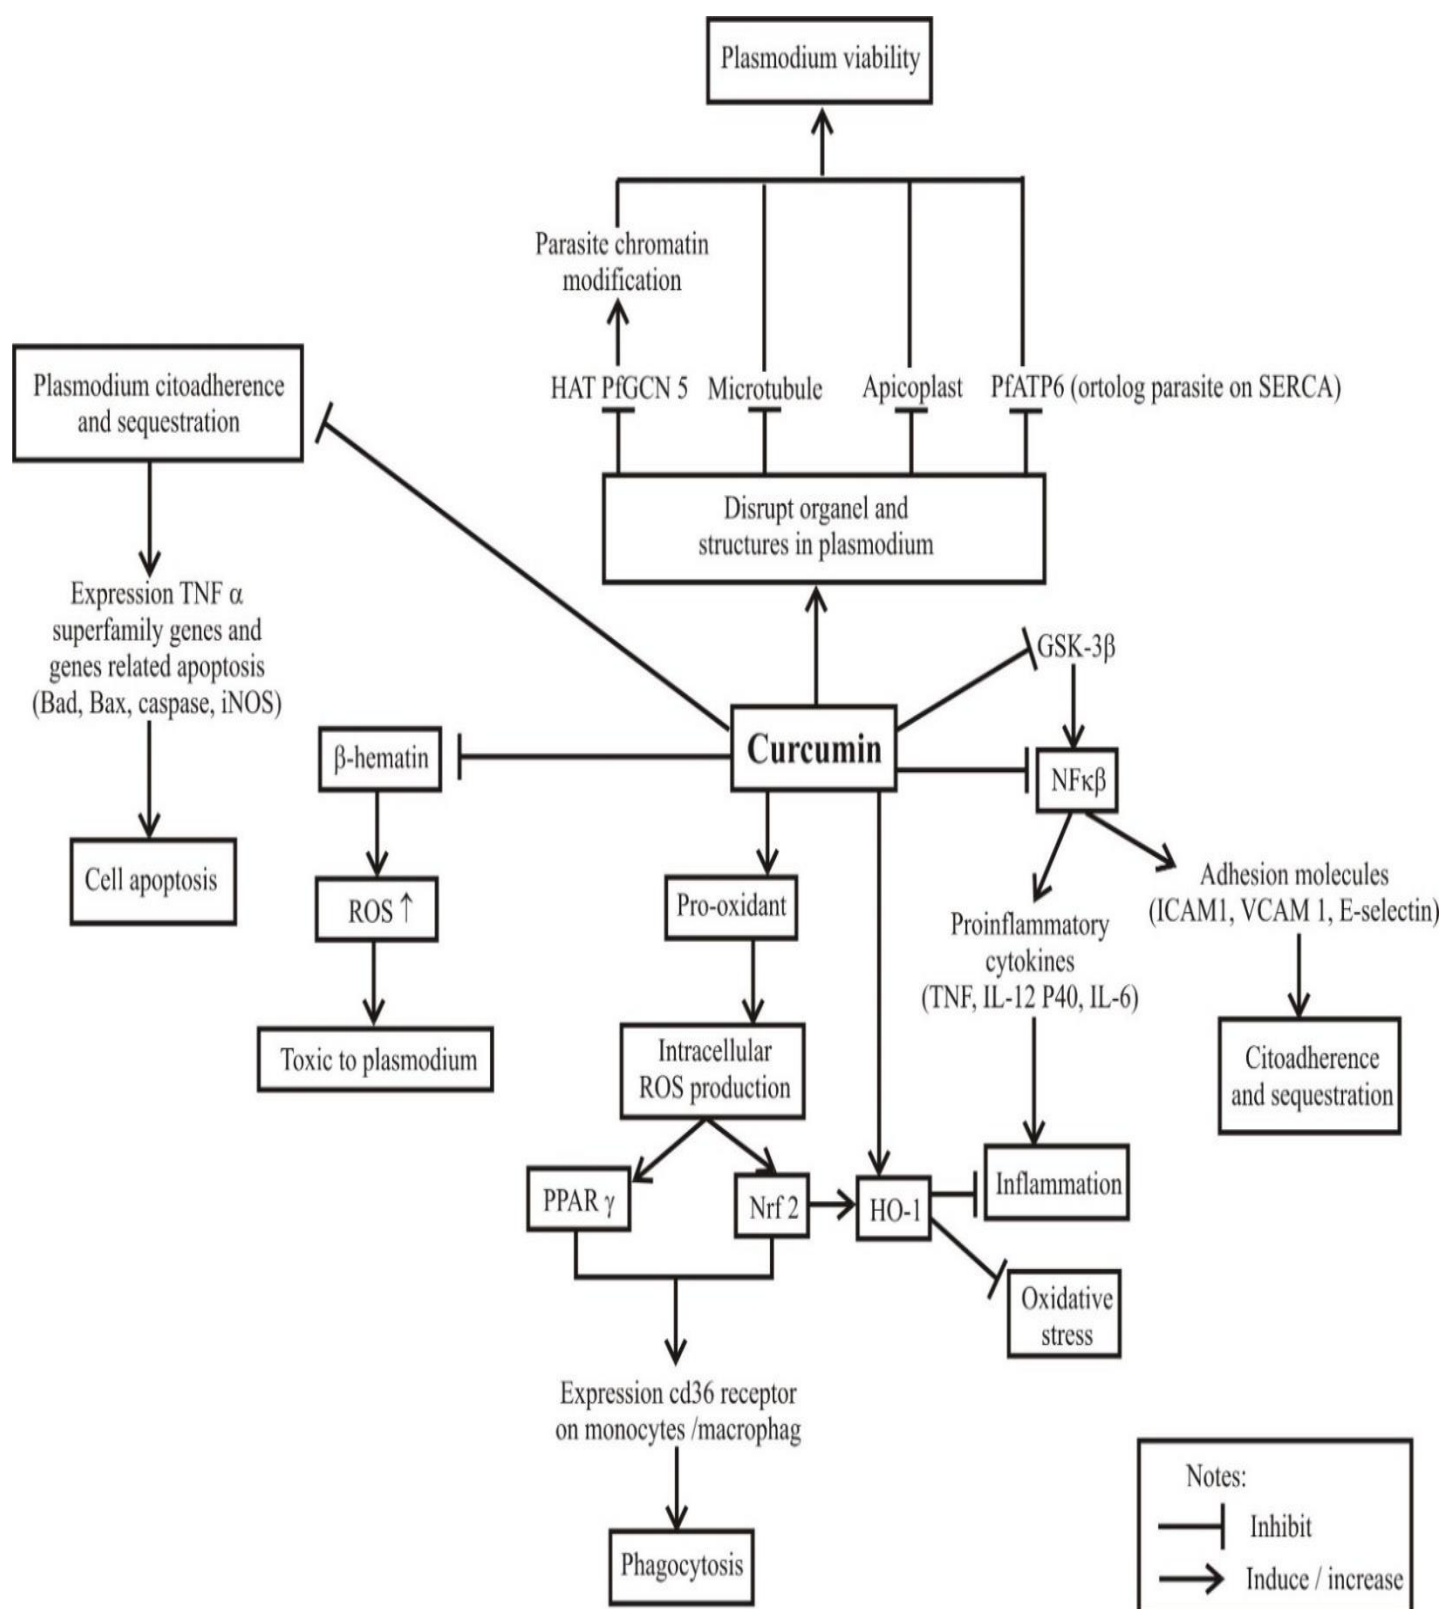 Plasmodium viability
Parasite chromatin
modification
HAT PfGCN 5
Microtubule
Apicoplast
PfATP6 (ortolog parasite on SERCA)
Plasmodium citoadherence
and sequestration
Disrupt organel and
structures in plasmodium
Expression TNF α
superfamily genes and
genes related apoptosis
(Bad, Bax, caspase, iNOS)
GSK-3β
Curcumin
β-hematin
NFκβ
Cell apoptosis
ROS ↑
Pro-oxidant
Adhesion molecules
(ICAM1, VCAM 1, E-selectin)
Proinflammatory
cytokines
(TNF, IL-12 P40, IL-6)
Toxic to plasmodium
Intracellular
ROS production
Citoadherence
and sequestration
PPAR γ
Nrf 2
HO-1
Inflammation
Oxidative
stress
Expression cd36 receptor
on monocytes /macrophag
Phagocytosis
Notes:
Inhibit
Induce / increase